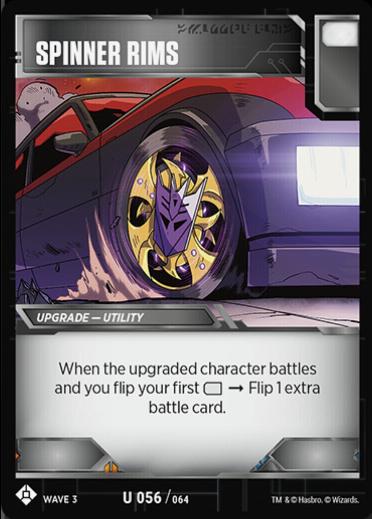 SPINNER RIMS
UPGRADE — UTILITY
When the upgraded character battles
and you flip your first → Flip 1 extra
battle card.
WAVE 3
U 056 / 064
TM & © Hasbro. © Wizards.